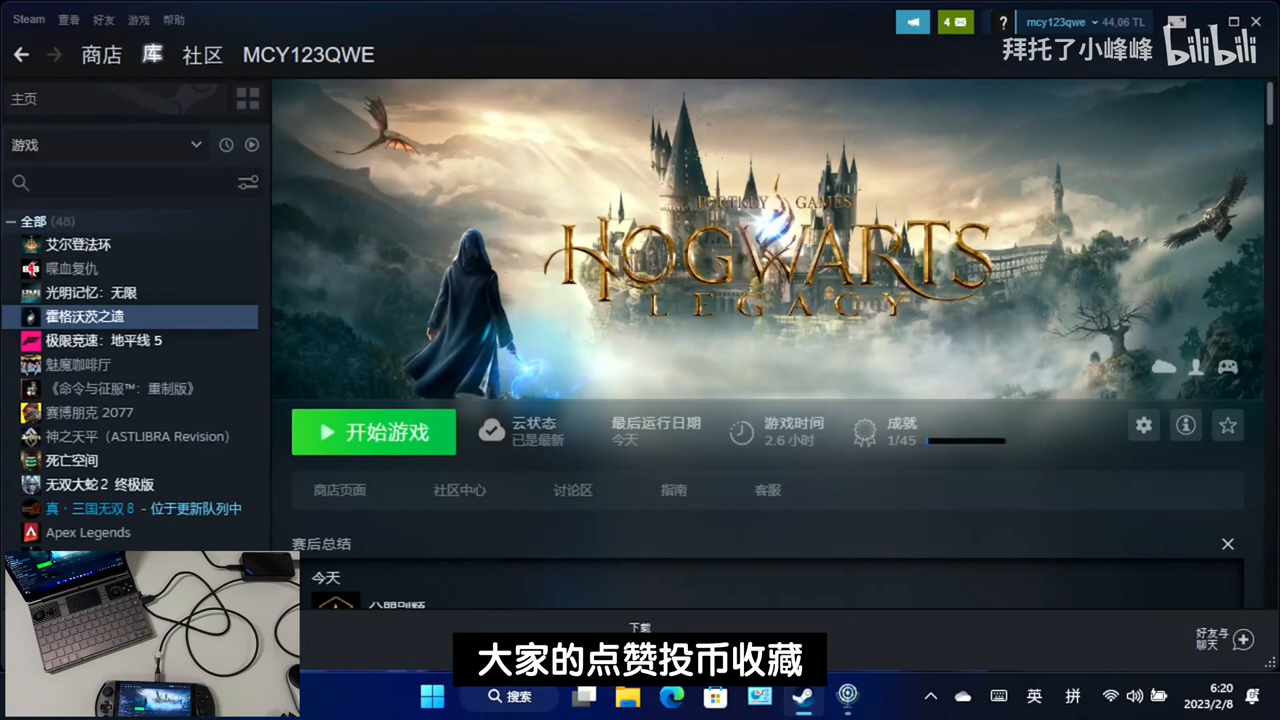 Steam 查看 好友 游戏 帮助
4
?
mcy123qwe 44,06 TL
商店 库 社区 MCY123QWE
拜托了小峰峰 bilibili
主页
游戏
全部 (48)
艾尔登法环
喋血复仇
光明记忆：无限
霍格沃茨之遗
极限竞速：地平线 5
魅魔咖啡厅
《命令与征服™：重制版》
赛博朋克 2077
神之天平（ASTLIBRA Revision）
死亡空间
无双大蛇２ 终极版
真・三国无双８ - 位于更新队列中
Apex Legends
PORTKEY GAMES
HOGWARTS
LEGACY
开始游戏
云状态
已是最新
最后运行日期
今天
游戏时间
2.6 小时
成就
1/45
商店页面 社区中心 讨论区 指南 客服
赛后总结
今天
下载
好友与
聊天
大家的点赞投币收藏
搜索
英 拼
6:20
2023/2/8